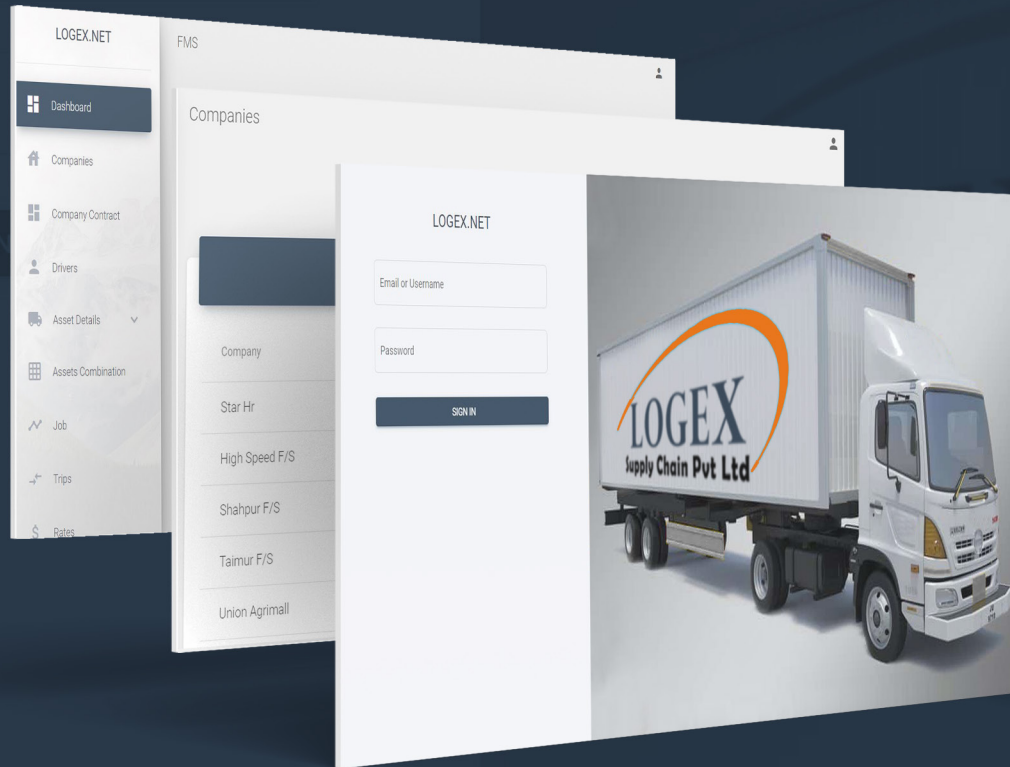 LOGEX.NET
Dashboard
Companies
Company Contract
Drivers
Asset Details
Assets Combination
Job
Trips
$ Rates
FMS
Companies
Company
Star Hr
High Speed F/S
Shahpur F/S
Taimur F/S
Union Agrimall
LOGEX.NET
Email or Username
Password
SIGN IN
LOGEX
Supply Chain Pvt Ltd